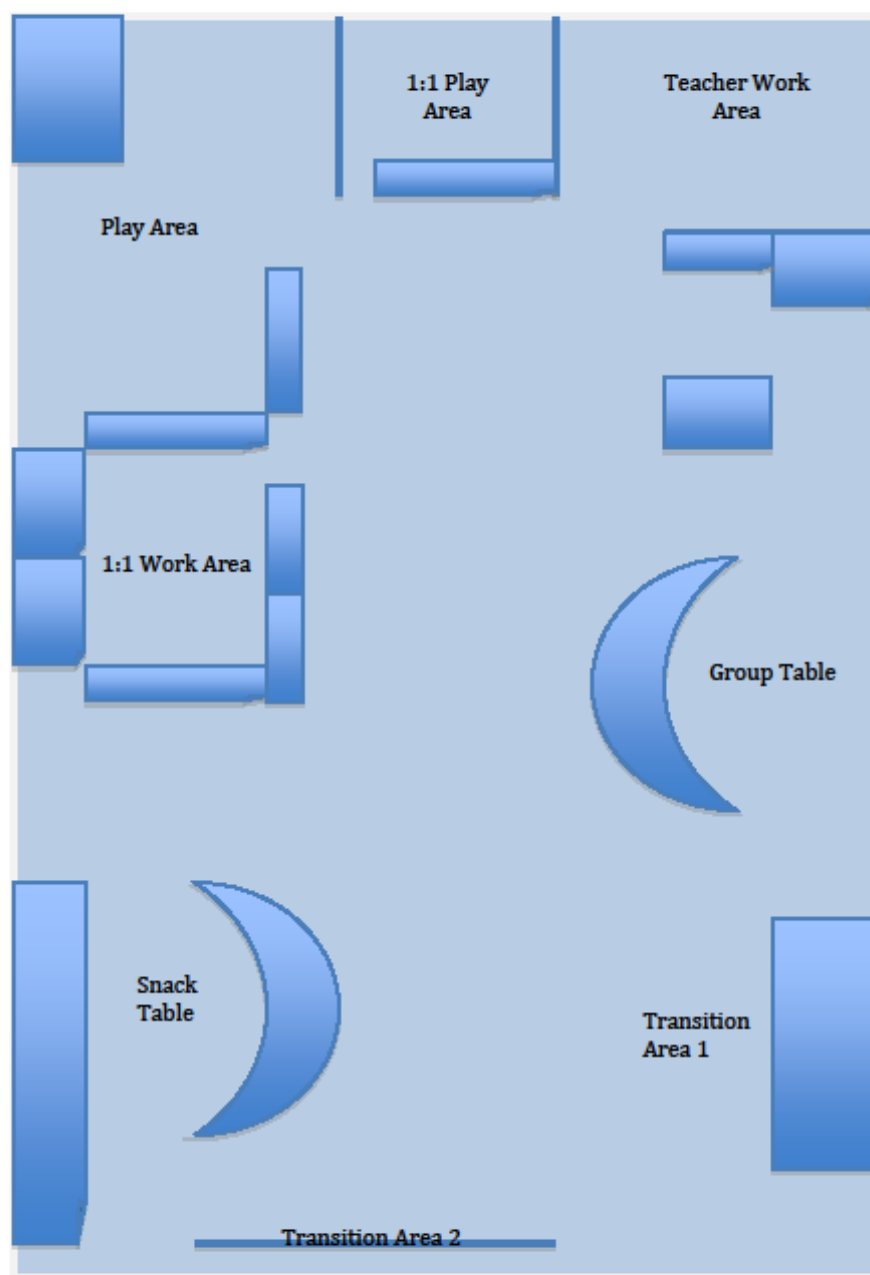 1:1 Play
Area
Teacher Work
Area
Play Area
1:1 Work Area
Group Table
Snack
Table
Transition
Area 1
Transition Area 2